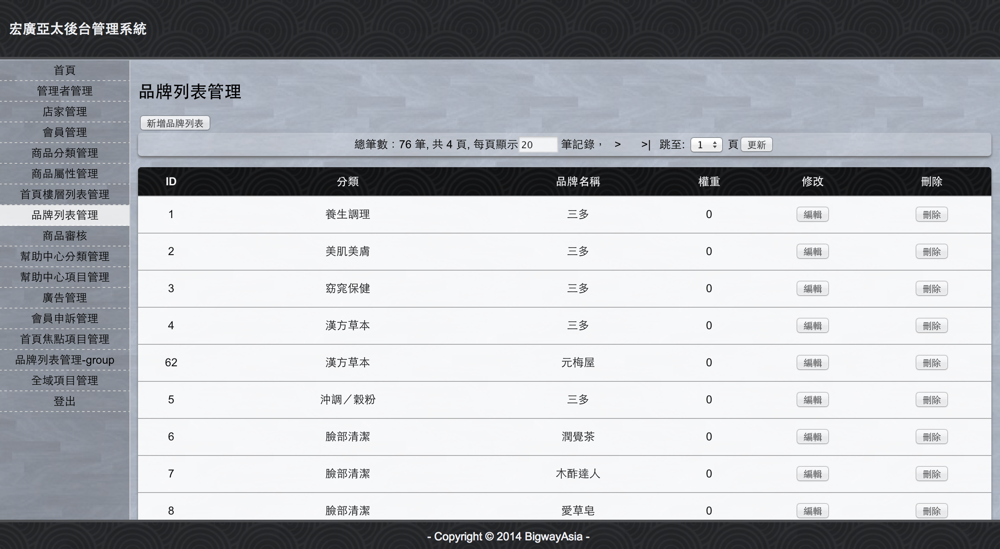 宏廣亞太後台管理系統
首頁
管理者管理
店家管理
會員管理
商品分類管理
商品屬性管理
首頁樓層列表管理
品牌列表管理
商品審核
幫助中心分類管理
幫助中心項目管理
廣告管理
會員申訴管理
首頁焦點項目管理
品牌列表管理-group
全域項目管理
登出
品牌列表管理
新增品牌列表
總筆數：76 筆, 共 4 頁, 每頁顯示 20 筆記錄， > >| 跳至: 1 頁 更新
ID 分類 品牌名稱 權重 修改 刪除
1 養生調理 三多 0 編輯 刪除
2 美肌美膚 三多 0 編輯 刪除
3 窈窕保健 三多 0 編輯 刪除
4 漢方草本 三多 0 編輯 刪除
62 漢方草本 元梅屋 0 編輯 刪除
5 沖調／穀粉 三多 0 編輯 刪除
6 臉部清潔 潤覺茶 0 編輯 刪除
7 臉部清潔 木酢達人 0 編輯 刪除
8 臉部清潔 愛草皂 0 編輯 刪除
- Copyright © 2014 BigwayAsia -